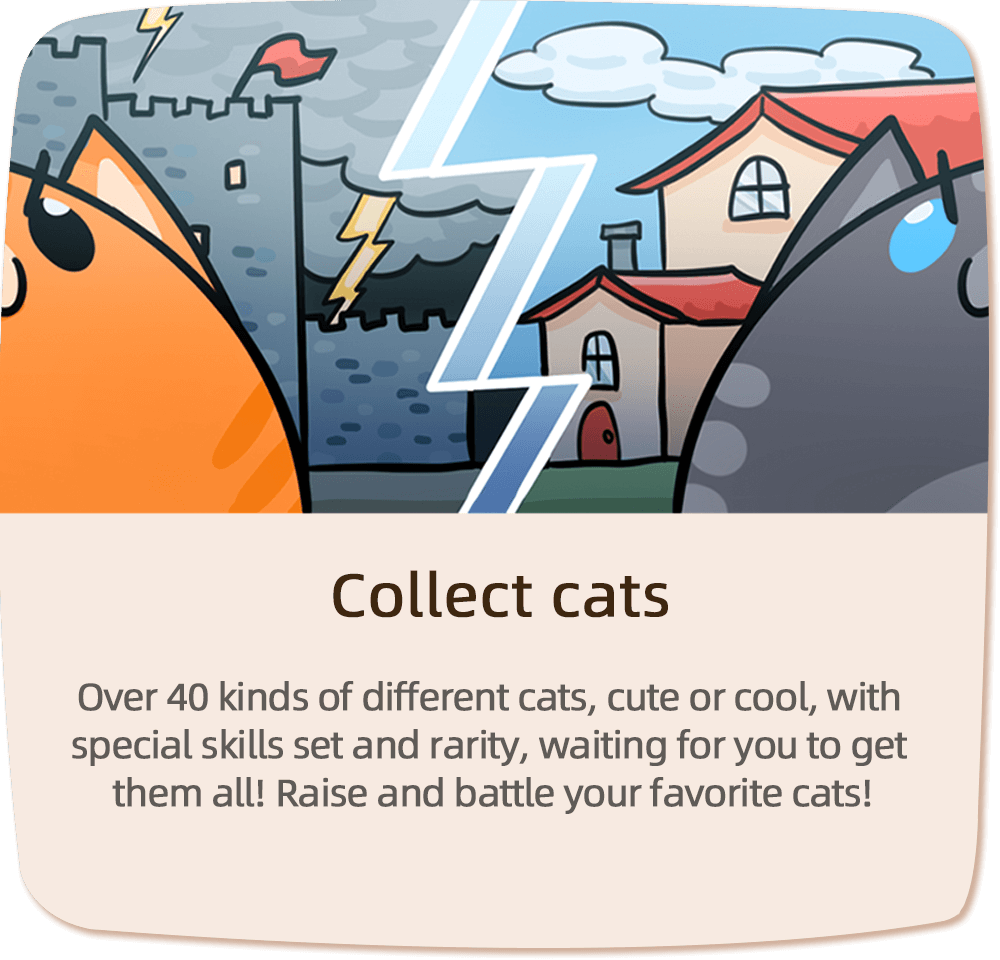 Collect cats
Over 40 kinds of different cats, cute or cool, with
special skills set and rarity, waiting for you to get
them all! Raise and battle your favorite cats!